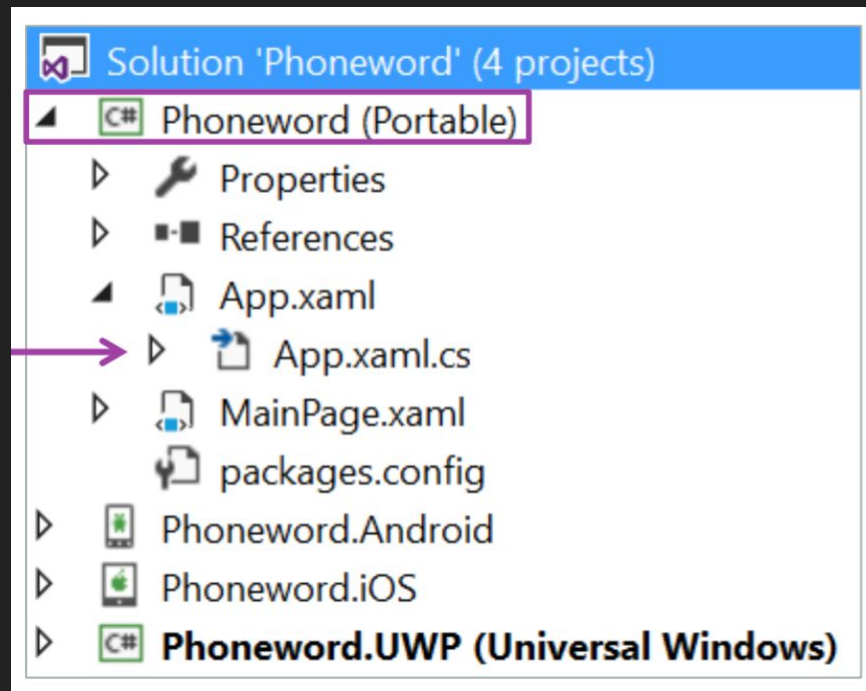 Solution 'Phoneword' (4 projects)
C# Phoneword (Portable)
Properties
References
App.xaml
App.xaml.cs
MainPage.xaml
packages.config
Phoneword.Android
Phoneword.iOS
C# Phoneword.UWP (Universal Windows)